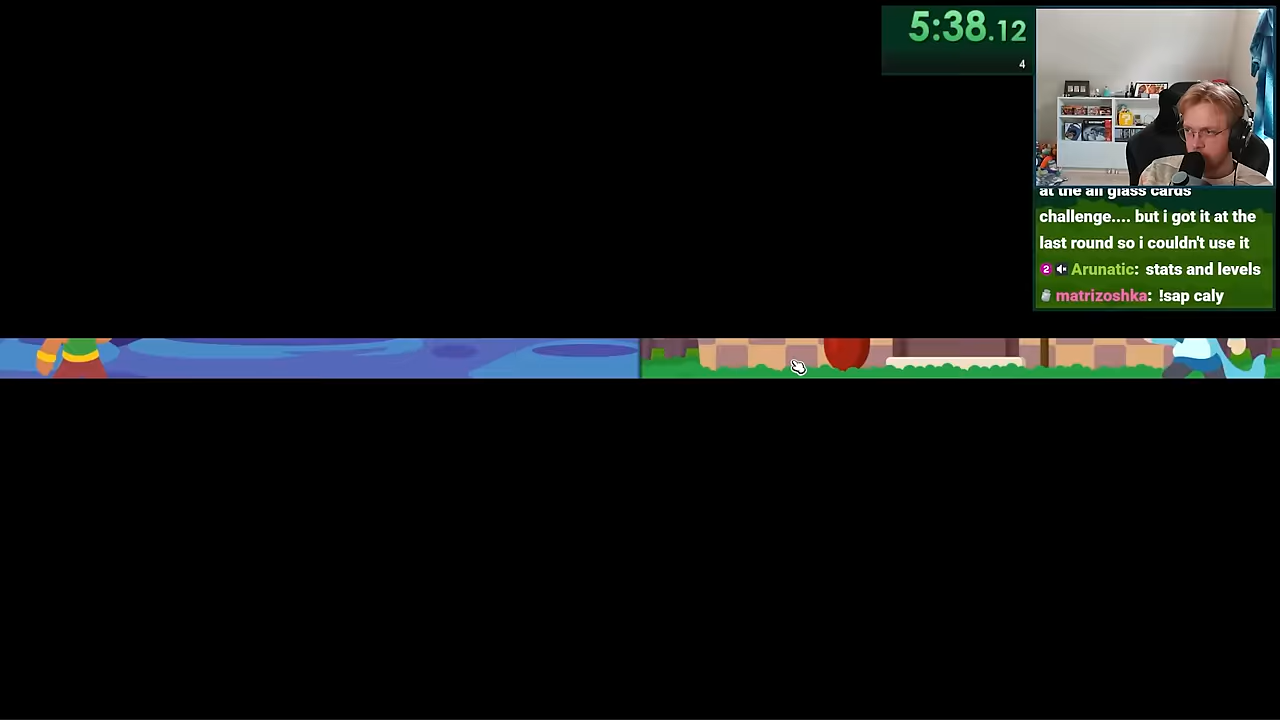 5:38.12
4
at the all glass cards
challenge.... but i got it at the
last round so i couldn't use it
2 Arunatic: stats and levels
matrizoshka: !sap caly